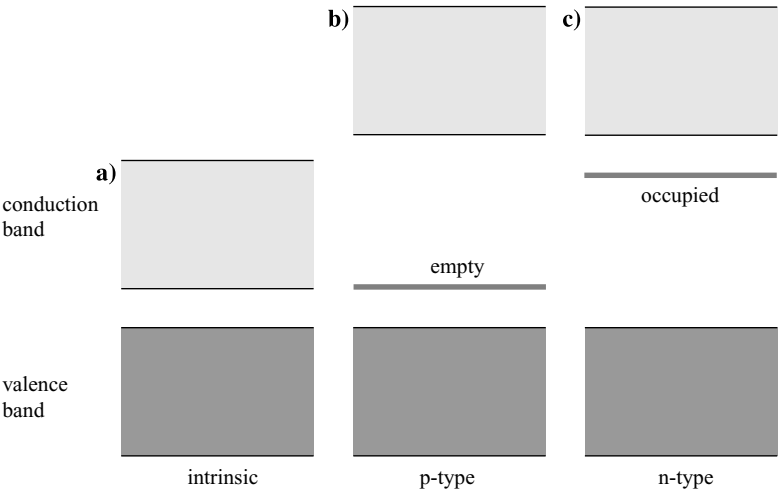 b)
c)
a)
conduction
band
occupied
empty
valence
band
intrinsic
p-type
n-type